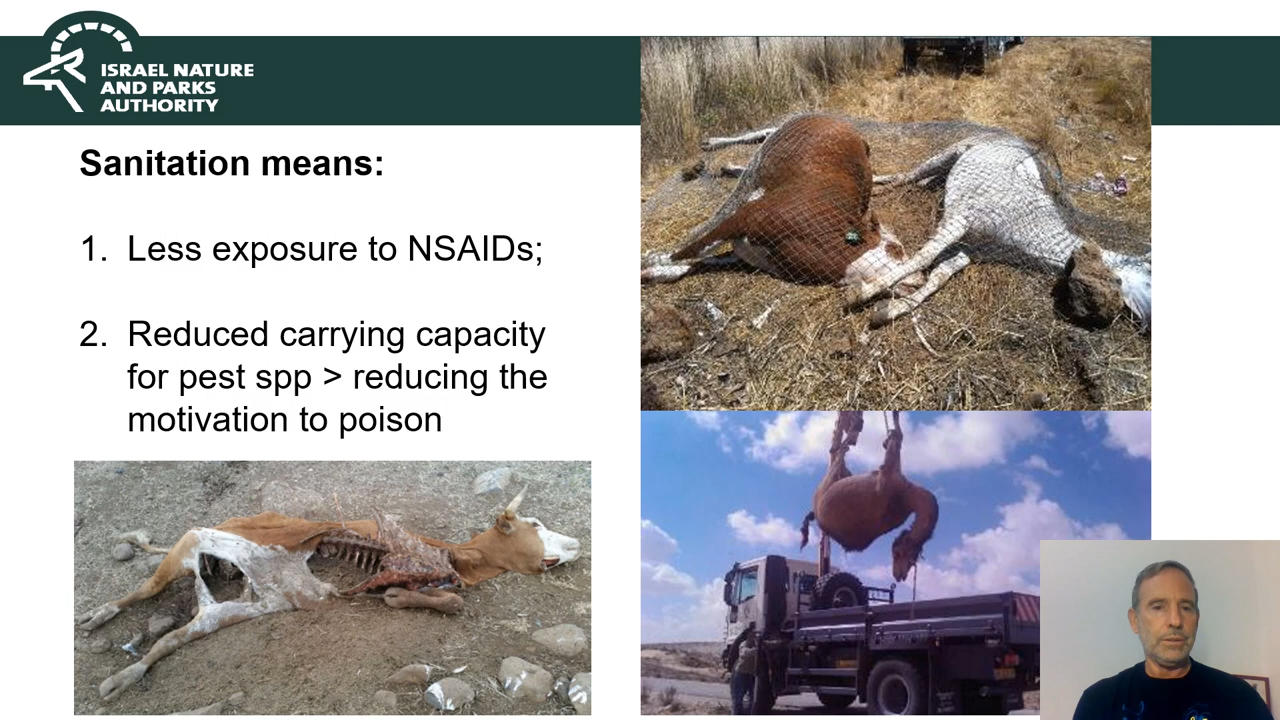 ISRAEL NATURE
AND PARKS
AUTHORITY
Sanitation means:
1. Less exposure to NSAIDs;
2. Reduced carrying capacity
for pest spp > reducing the
motivation to poison